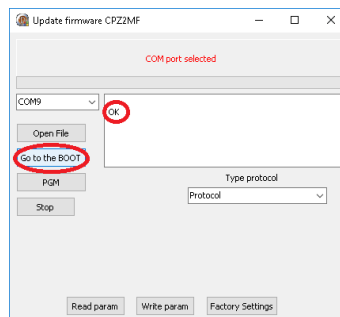 Update firmware CPZ2MF
COM port selected
COM9
OK
Open File
Go to the BOOT
PGM
Stop
Type protocol
Protocol
Read param
Write param
Factory Settings